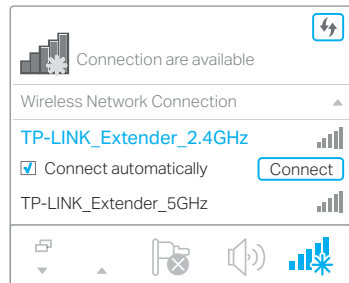 Connection are available
Wireless Network Connection
TP-LINK_Extender_2.4GHz
Connect automatically
Connect
TP-LINK_Extender_5GHz